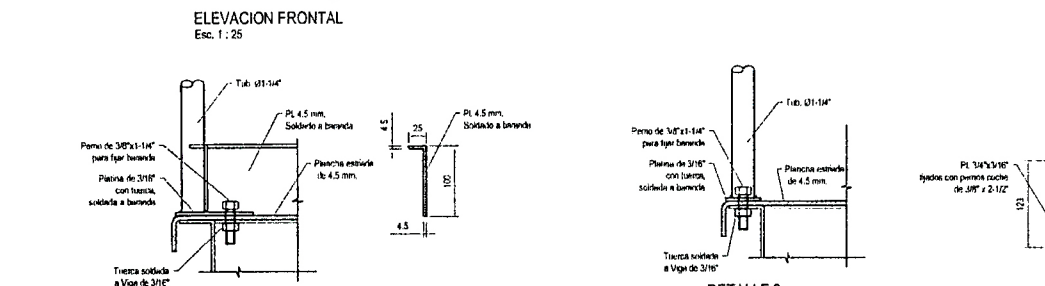 ELEVACION FRONTAL
Esc. 1 : 25
Tub. Ø1-1/4"
Perno de 3/8"x1-1/4"
para fijar baranda
Platina de 3/16"
con tuerca,
soldada a baranda
Pl. 4.5 mm.
Soldado a baranda
Plancha estriada
de 4.5 mm.
Tuerca soldada
a Viga de 3/16"
4.5
25
Pl. 4.5 mm.
Soldado a baranda
100
4.5
Tub. Ø1-1/4"
Perno de 3/8"x1-1/4"
para fijar baranda
Platina de 3/16"
con tuerca,
soldada a baranda
Plancha estriada
de 4.5 mm.
Tuerca soldada
a Viga de 3/16"
Pl. 3/4"x3/16"
fijados con pernos coche
de 3/8" x 2-1/2"
123